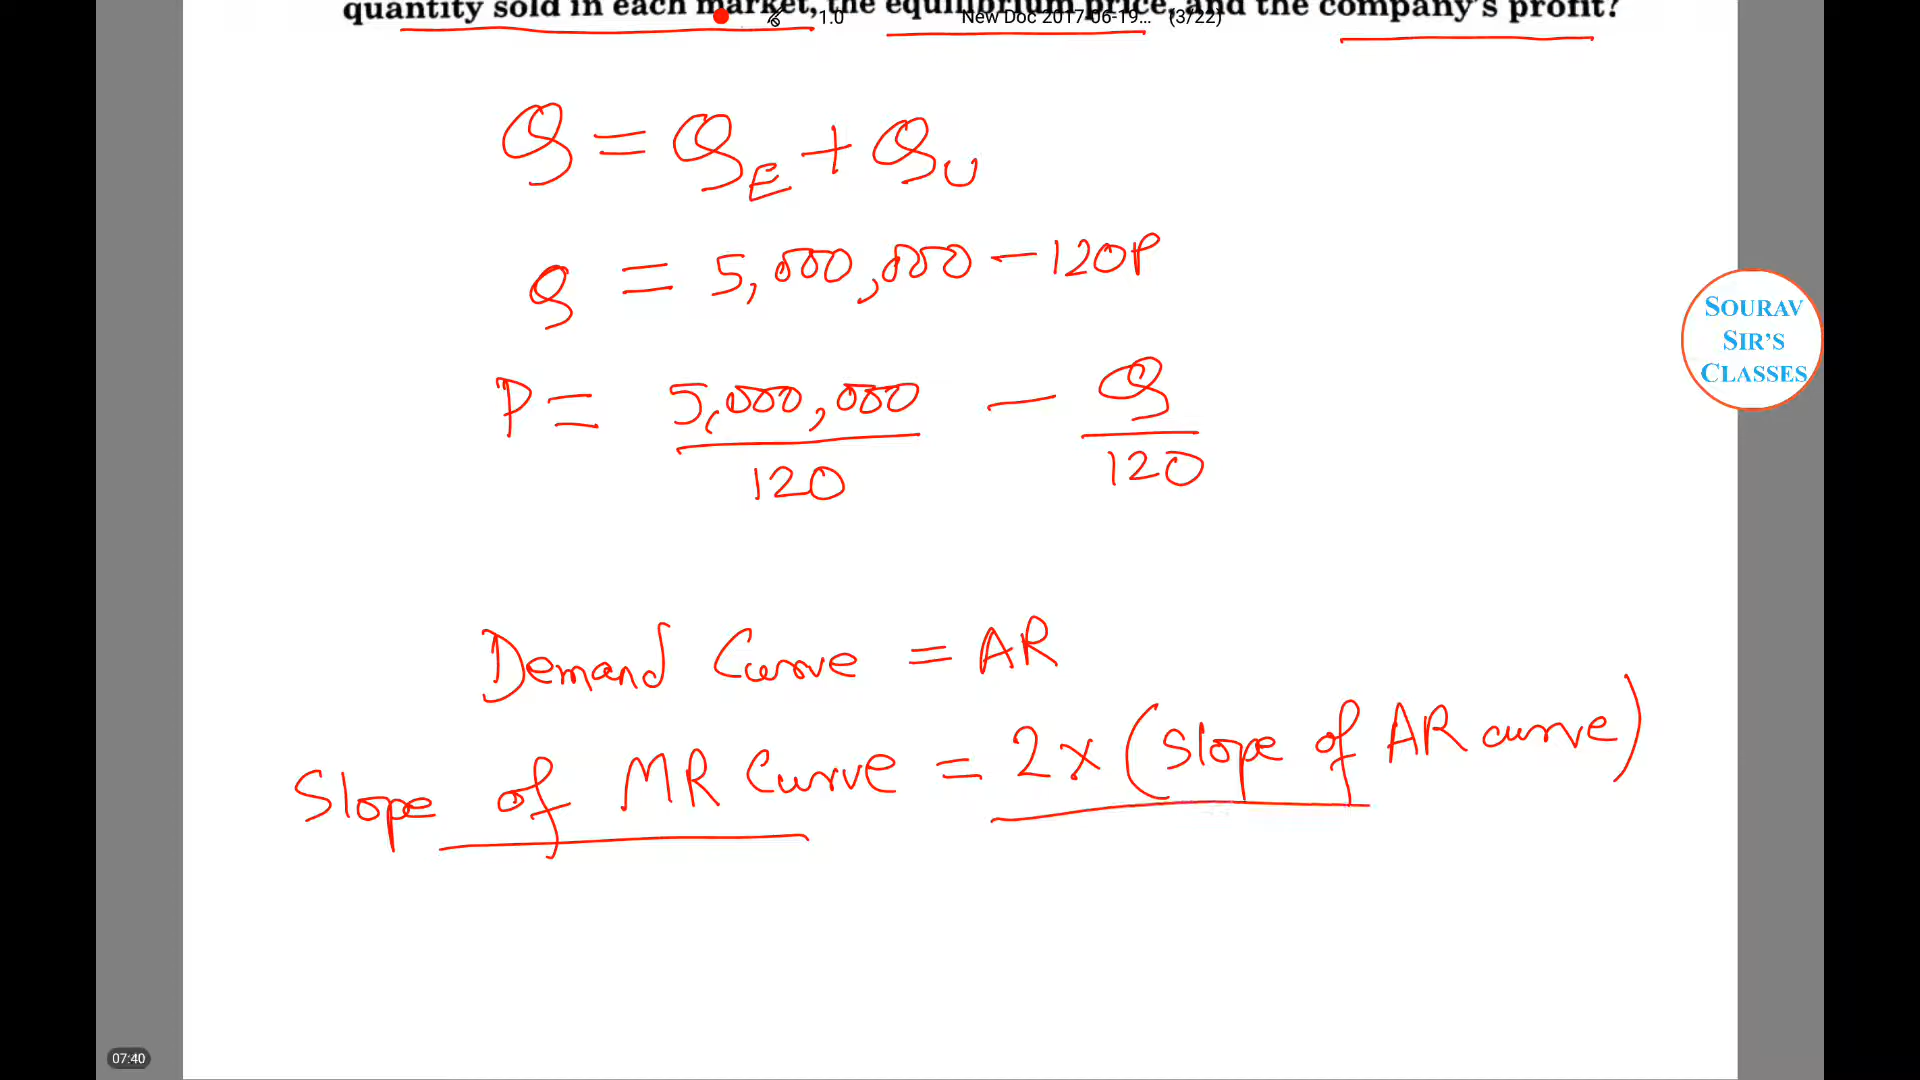 quantity sold in each market, the equilibrium price, and the company's profit?
1.0 New Doc 2017-06-19... (3/22)
Q = Q_E + Q_U
Q = 5,000,000 - 120P
P = 5,000,000/120 - Q/120
SOURAV
SIR'S
CLASSES
Demand Curve = AR
Slope of MR Curve = 2x (Slope of AR curve)
07:40